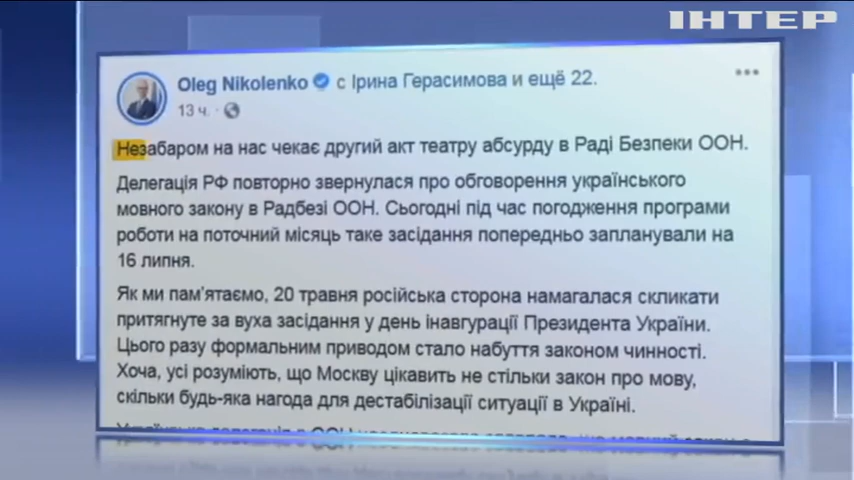 ІНТЕР
Oleg Nikolenko с Ірина Герасимова и ещё 22.
13 ч. ·
Незабаром на нас чекає другий акт театру абсурду в Раді Безпеки ООН.
Делегація РФ повторно звернулася про обговорення українського
мовного закону в Радбезі ООН. Сьогодні під час погодження програми
роботи на поточний місяць таке засідання попередньо запланували на
16 липня.
Як ми пам'ятаємо, 20 травня російська сторона намагалася скликати
притягнуте за вуха засідання у день інавгурації Президента України.
Цього разу формальним приводом стало набуття законом чинності.
Хоча, усі розуміють, що Москву цікавить не стільки закон про мову,
скільки будь-яка нагода для дестабілізації ситуації в Україні.